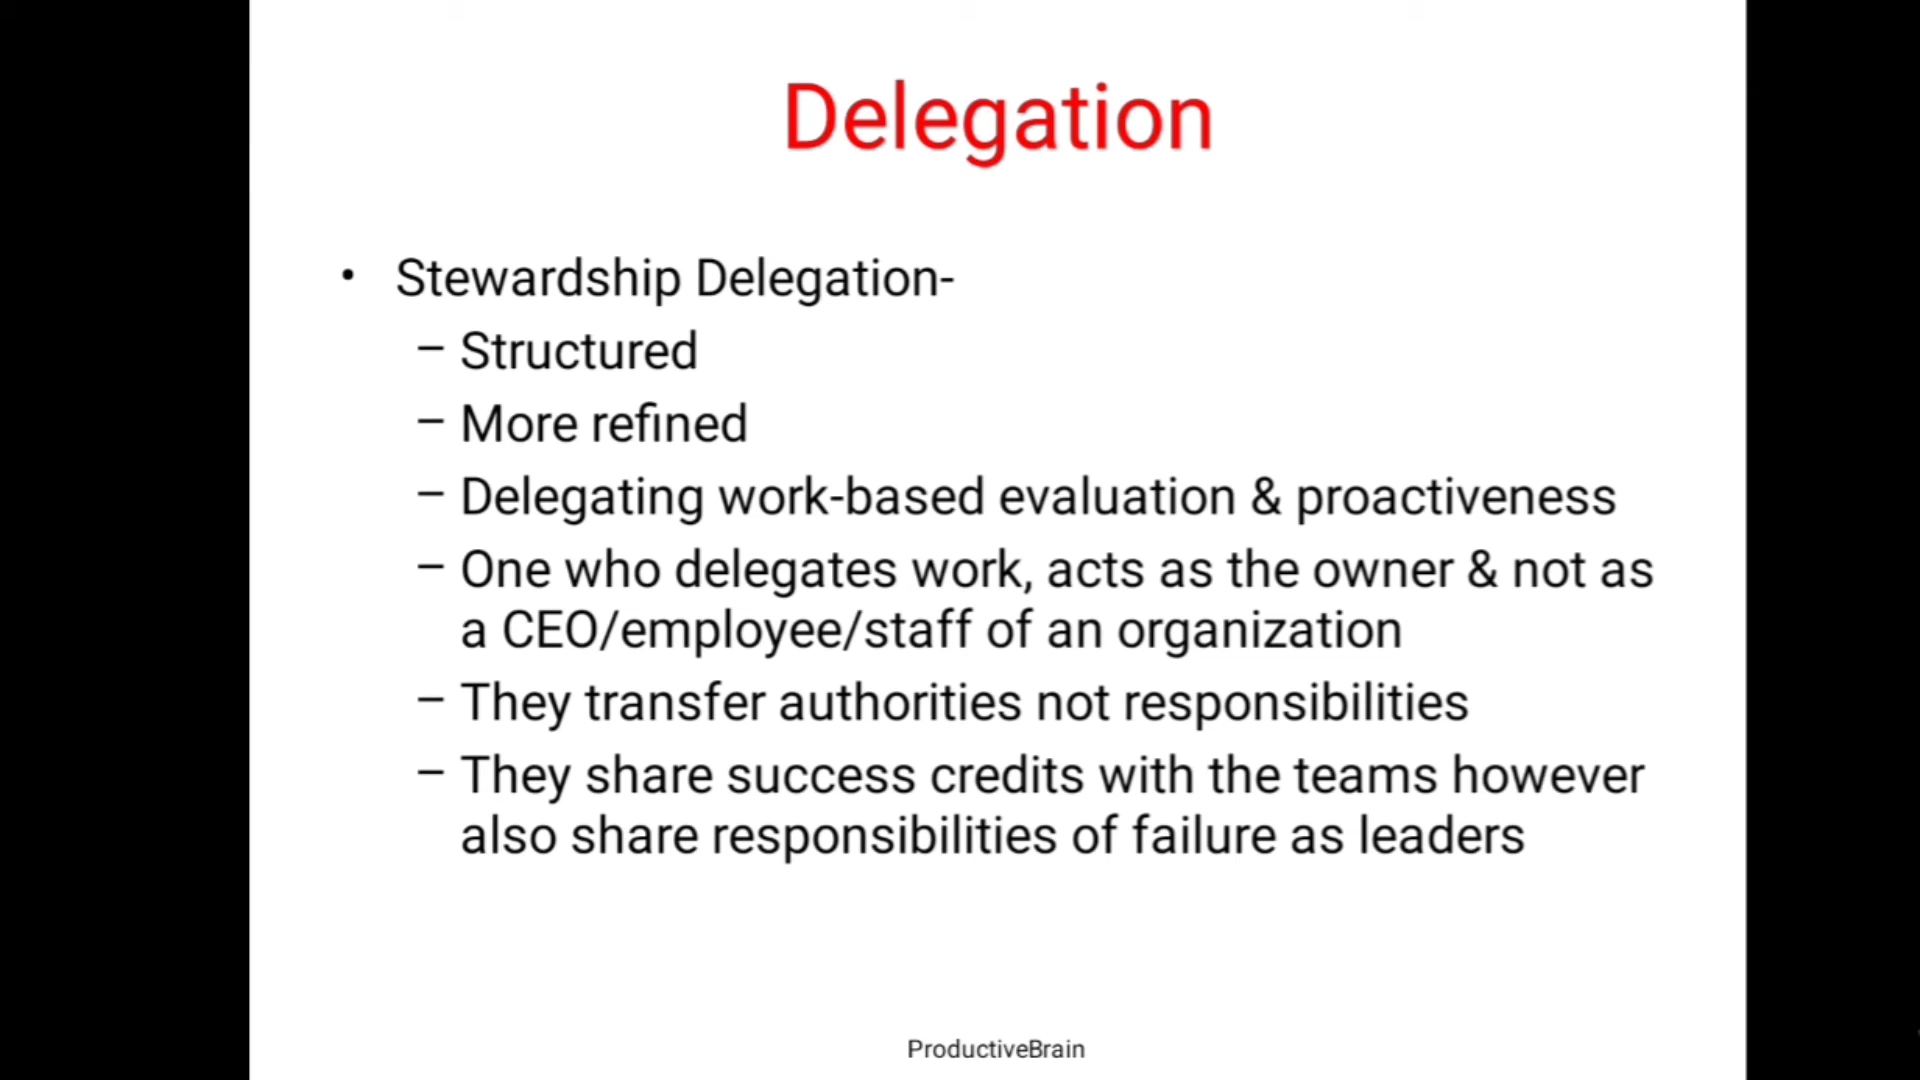 Delegation
• Stewardship Delegation-
– Structured
– More refined
– Delegating work-based evaluation & proactiveness
– One who delegates work, acts as the owner & not as
a CEO/employee/staff of an organization
– They transfer authorities not responsibilities
– They share success credits with the teams however
also share responsibilities of failure as leaders
ProductiveBrain